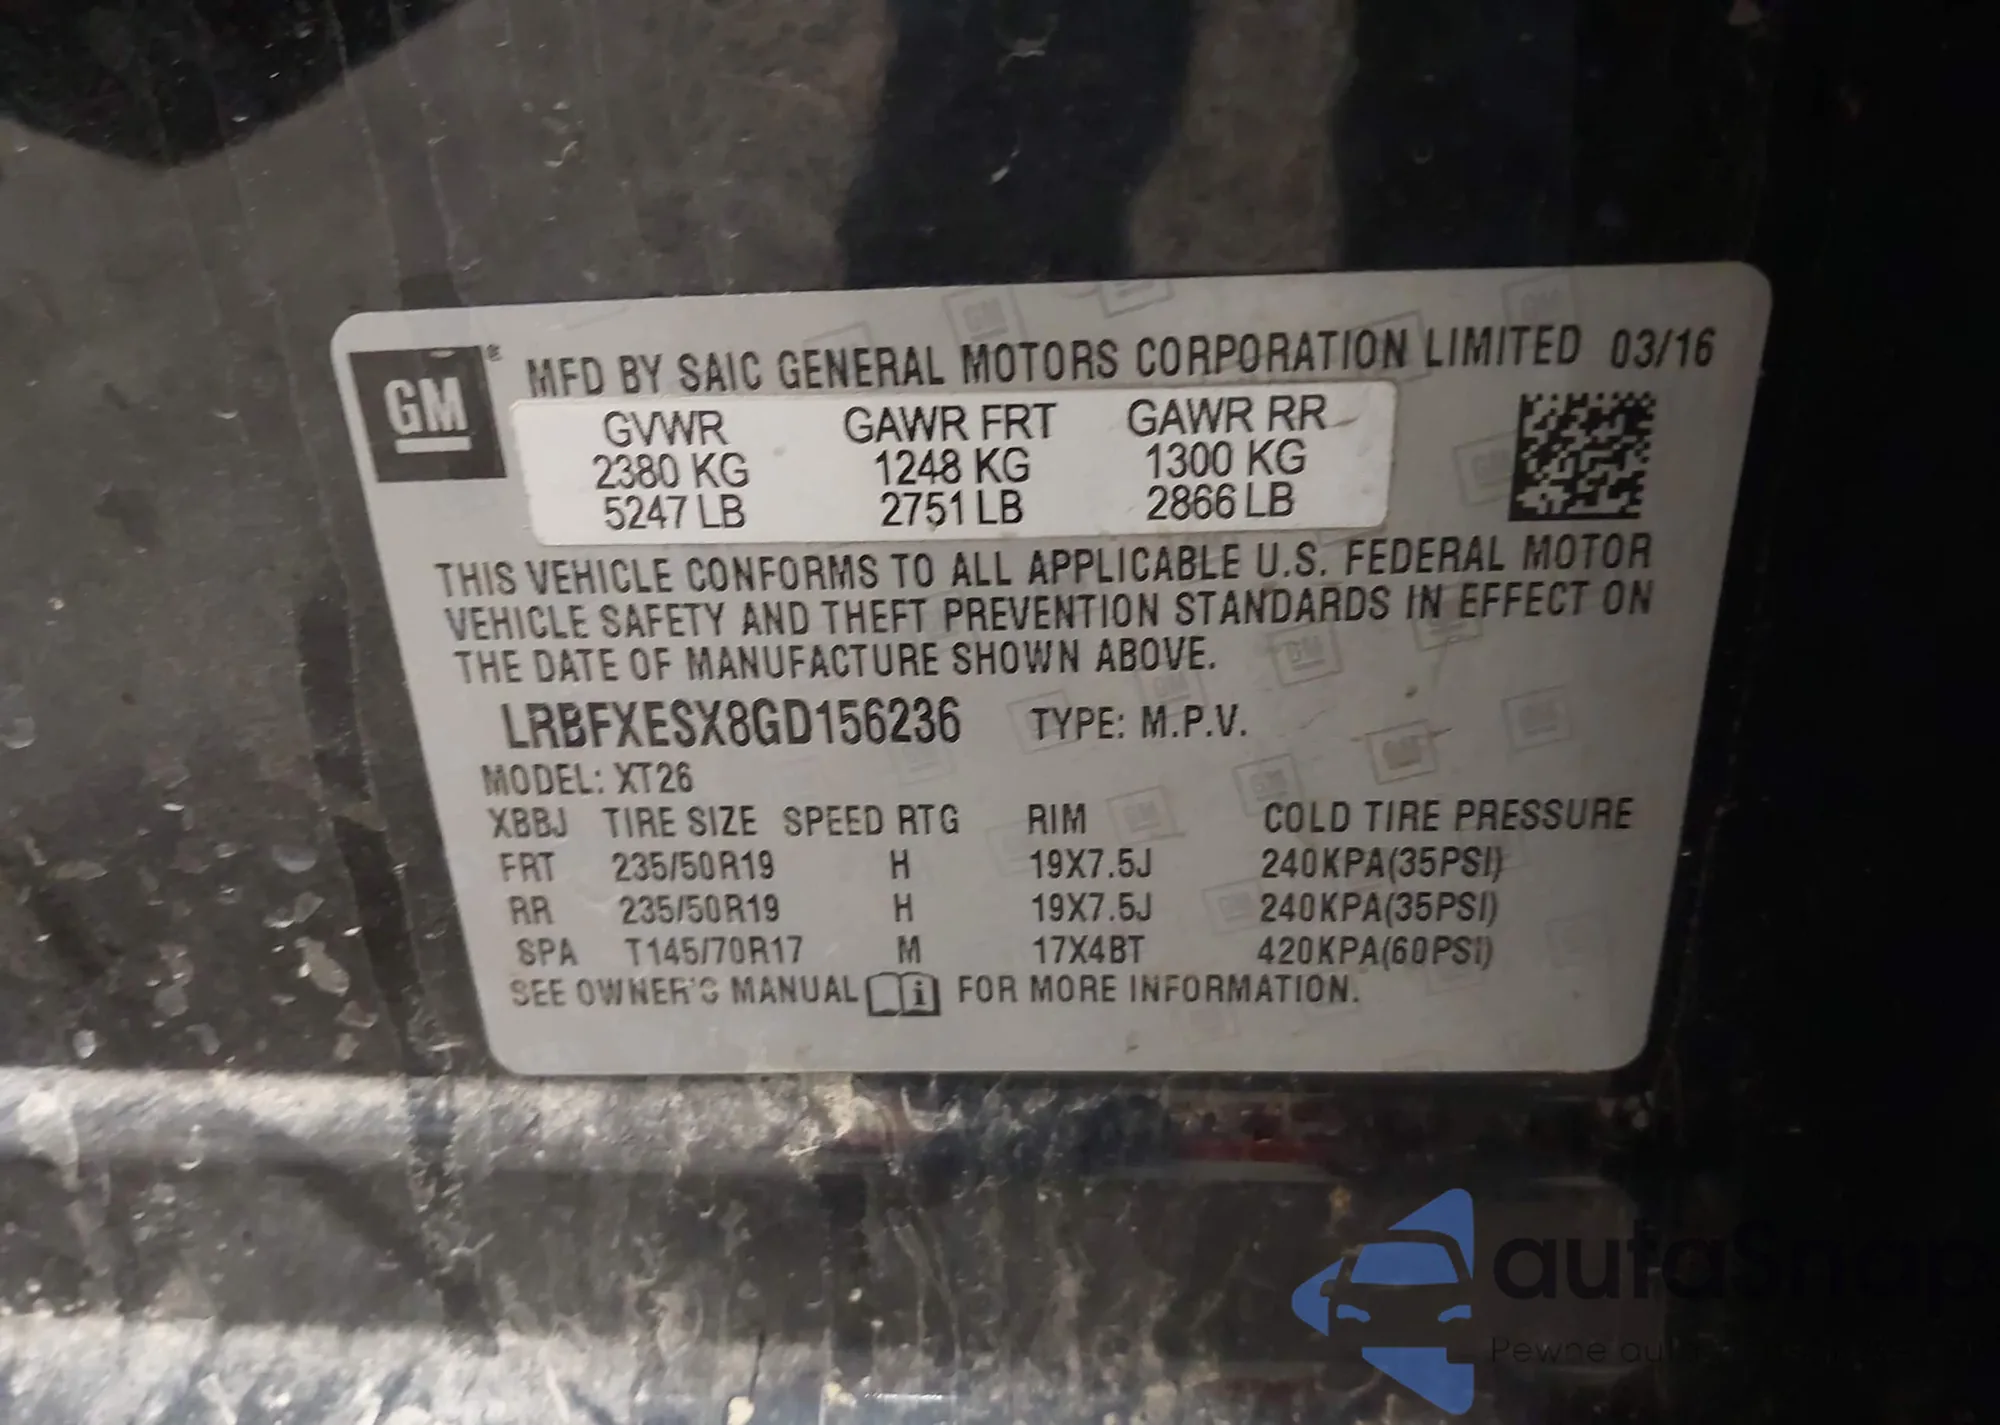 GM ® MFD BY SAIC GENERAL MOTORS CORPORATION LIMITED 03/16
GVWR GAWR FRT GAWR RR
2380 KG 1248 KG 1300 KG
5247 LB 2751 LB 2866 LB
THIS VEHICLE CONFORMS TO ALL APPLICABLE U.S. FEDERAL MOTOR
VEHICLE SAFETY AND THEFT PREVENTION STANDARDS IN EFFECT ON
THE DATE OF MANUFACTURE SHOWN ABOVE.
LRBFXESX8GD156236 TYPE: M.P.V.
MODEL: XT26
XBBJ TIRE SIZE SPEED RTG RIM COLD TIRE PRESSURE
FRT 235/50R19 H 19X7.5J 240KPA(35PSI)
RR 235/50R19 H 19X7.5J 240KPA(35PSI)
SPA T145/70R17 M 17X4BT 420KPA(60PSI)
SEE OWNER'S MANUAL i FOR MORE INFORMATION.
autaSnap
Pewne